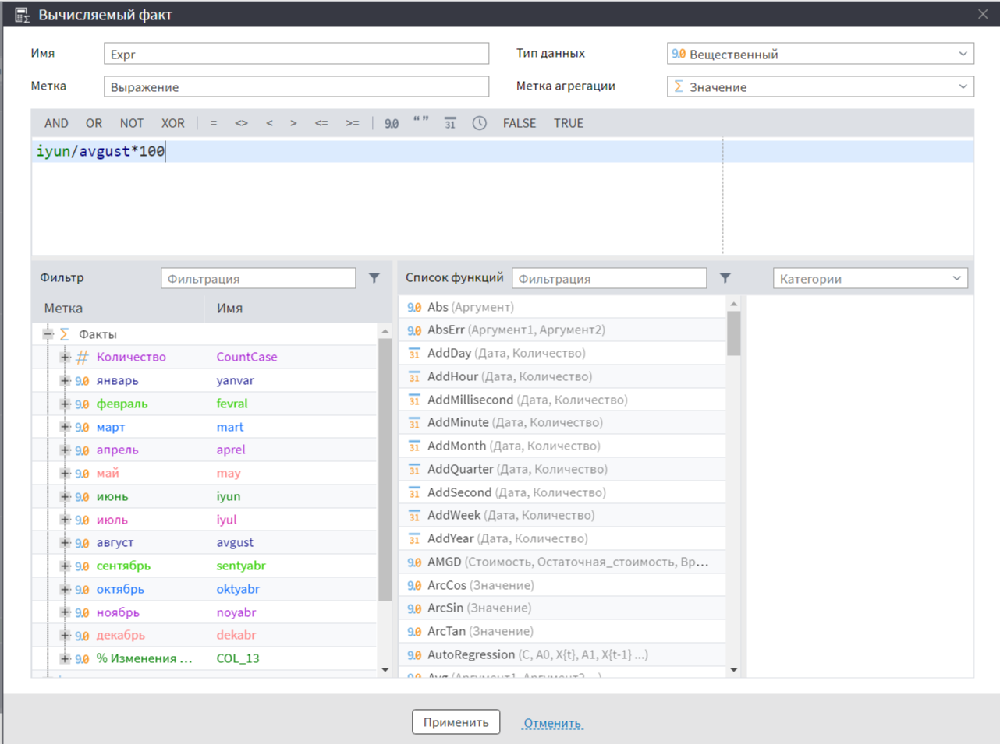 Вычисляемый факт
Имя Expr Тип данных 9.0 Вещественный
Метка Выражение Метка агрегации Σ Значение
AND OR NOT XOR = <> < > <= >= 9.0 “ ” 31 FALSE TRUE
iyun/avgust*100
Фильтр Фильтрация Список функций Фильтрация Категории
Метка Имя
Σ Факты
# Количество CountCase
9.0 январь yanvar
9.0 февраль fevral
9.0 март mart
9.0 апрель aprel
9.0 май may
9.0 июнь iyun
9.0 июль iyul
9.0 август avgust
9.0 сентябрь sentyabr
9.0 октябрь oktyabr
9.0 ноябрь noyabr
9.0 декабрь dekabr
9.0 % Изменения ... COL_13
9.0 Abs (Аргумент)
9.0 AbsErr (Аргумент1, Аргумент2)
31 AddDay (Дата, Количество)
31 AddHour (Дата, Количество)
31 AddMillisecond (Дата, Количество)
31 AddMinute (Дата, Количество)
31 AddMonth (Дата, Количество)
31 AddQuarter (Дата, Количество)
31 AddSecond (Дата, Количество)
31 AddWeek (Дата, Количество)
31 AddYear (Дата, Количество)
9.0 AMGD (Стоимость, Остаточная_стоимость, Вр...
9.0 ArcCos (Значение)
9.0 ArcSin (Значение)
9.0 ArcTan (Значение)
9.0 AutoRegression (C, A0, X{t}, A1, X{t-1} ...)
Применить Отменить